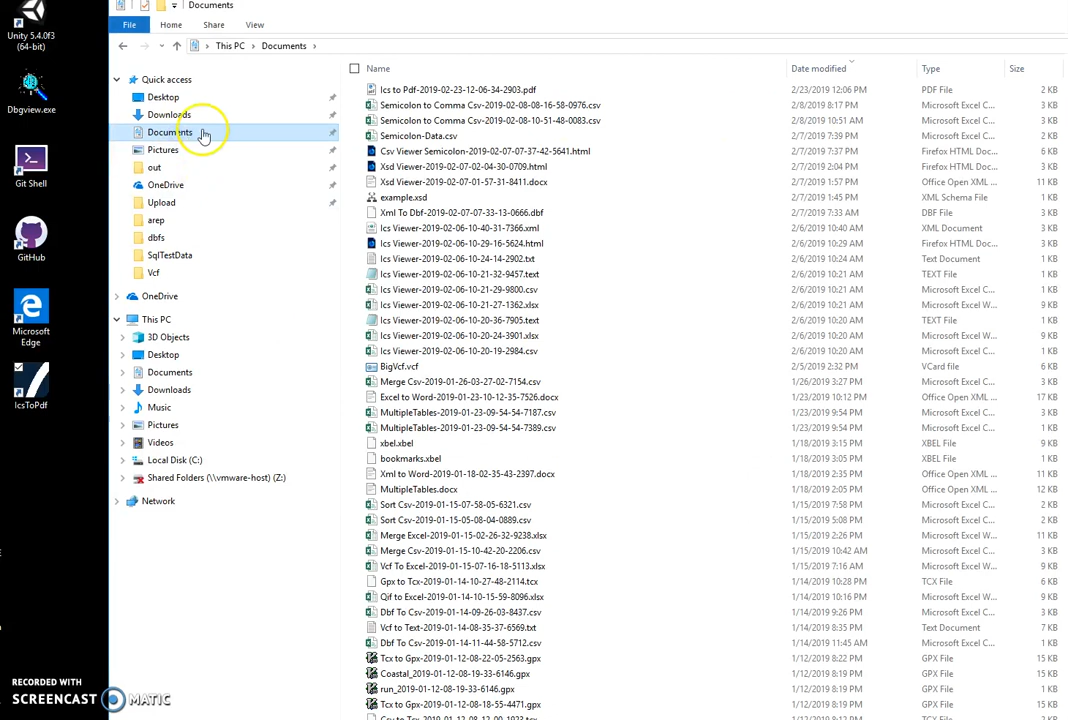 Documents
Unity 5.4.0f3
(64-bit)
File Home Share View
This PC Documents
Name Date modified Type Size
Quick access
Desktop
Downloads
Documents
Pictures
out
OneDrive
Upload
arep
dbfs
SqlTestData
Vcf
OneDrive
This PC
3D Objects
Desktop
Documents
Downloads
Music
Pictures
Videos
Local Disk (C:)
Shared Folders (\\vmware-host) (Z:)
Network
Dbgview.exe
Git Shell
GitHub
Microsoft
Edge
IcsToPdf
Ics to Pdf-2019-02-23-12-06-34-2903.pdf 2/23/2019 12:06 PM PDF File 2 KB
Semicolon to Comma Csv-2019-02-08-08-16-58-0976.csv 2/8/2019 8:17 PM Microsoft Excel C... 3 KB
Semicolon to Comma Csv-2019-02-08-10-51-48-0083.csv 2/8/2019 10:51 AM Microsoft Excel C... 3 KB
Semicolon-Data.csv 2/7/2019 7:39 PM Microsoft Excel C... 3 KB
Csv Viewer Semicolon-2019-02-07-07-37-42-5641.html 2/7/2019 7:37 PM Firefox HTML Doc... 6 KB
Xsd Viewer-2019-02-07-02-04-30-0709.html 2/7/2019 2:04 PM Firefox HTML Doc... 3 KB
Xsd Viewer-2019-02-07-01-57-31-8411.docx 2/7/2019 1:57 PM Office Open XML ... 11 KB
example.xsd 2/7/2019 1:45 PM XML Schema File 1 KB
Xml To Dbf-2019-02-07-07-33-13-0666.dbf 2/7/2019 7:33 AM DBF File 3 KB
Ics Viewer-2019-02-06-10-40-31-7366.xml 2/6/2019 10:40 AM XML Document 3 KB
Ics Viewer-2019-02-06-10-29-16-5624.html 2/6/2019 10:29 AM Firefox HTML Doc... 3 KB
Ics Viewer-2019-02-06-10-24-14-2902.txt 2/6/2019 10:24 AM Text Document 1 KB
Ics Viewer-2019-02-06-10-21-32-9457.text 2/6/2019 10:21 AM TEXT File 1 KB
Ics Viewer-2019-02-06-10-21-29-9800.csv 2/6/2019 10:21 AM Microsoft Excel C... 1 KB
Ics Viewer-2019-02-06-10-21-27-1362.xlsx 2/6/2019 10:21 AM Microsoft Excel W... 9 KB
Ics Viewer-2019-02-06-10-20-36-7905.text 2/6/2019 10:20 AM TEXT File 1 KB
Ics Viewer-2019-02-06-10-20-24-3901.xlsx 2/6/2019 10:20 AM Microsoft Excel W... 9 KB
Ics Viewer-2019-02-06-10-20-19-2984.csv 2/6/2019 10:20 AM Microsoft Excel C... 1 KB
BigVcf.vcf 2/5/2019 2:32 PM VCard file 6 KB
Merge Csv-2019-01-26-03-27-02-7154.csv 1/26/2019 3:27 PM Microsoft Excel C... 3 KB
Excel to Word-2019-01-23-10-12-35-7526.docx 1/23/2019 10:12 PM Office Open XML ... 17 KB
MultipleTables-2019-01-23-09-54-54-7187.csv 1/23/2019 9:54 PM Microsoft Excel C... 3 KB
MultipleTables-2019-01-23-09-54-54-7389.csv 1/23/2019 9:54 PM Microsoft Excel C... 1 KB
xbel.xbel 1/18/2019 3:15 PM XBEL File 9 KB
bookmarks.xbel 1/18/2019 3:05 PM XBEL File 9 KB
Xml to Word-2019-01-18-02-35-43-2397.docx 1/18/2019 2:35 PM Office Open XML ... 11 KB
MultipleTables.docx 1/18/2019 2:05 PM Office Open XML ... 12 KB
Sort Csv-2019-01-15-07-58-05-6321.csv 1/15/2019 7:58 PM Microsoft Excel C... 2 KB
Sort Csv-2019-01-15-05-08-04-0889.csv 1/15/2019 5:08 PM Microsoft Excel C... 2 KB
Merge Excel-2019-01-15-02-26-32-9238.xlsx 1/15/2019 2:26 PM Microsoft Excel W... 11 KB
Merge Csv-2019-01-15-10-42-20-2206.csv 1/15/2019 10:42 AM Microsoft Excel C... 1 KB
Vcf To Excel-2019-01-15-07-16-18-5113.xlsx 1/15/2019 7:16 AM Microsoft Excel W... 9 KB
Gpx to Tcx-2019-01-14-10-27-48-2114.tcx 1/14/2019 10:28 PM TCX File 6 KB
Qif to Excel-2019-01-14-10-15-59-8096.xlsx 1/14/2019 10:16 PM Microsoft Excel W... 9 KB
Dbf To Csv-2019-01-14-09-26-03-8437.csv 1/14/2019 9:26 PM Microsoft Excel C... 3 KB
Vcf to Text-2019-01-14-08-35-37-6569.txt 1/14/2019 8:35 PM Text Document 1 KB
Dbf To Csv-2019-01-14-11-44-58-5712.csv 1/14/2019 11:45 AM Microsoft Excel C... 1 KB
Tcx to Gpx-2019-01-12-08-22-05-2563.gpx 1/12/2019 8:22 PM GPX File 15 KB
Coastal_2019-01-12-08-19-33-6146.gpx 1/12/2019 8:19 PM GPX File 15 KB
run_2019-01-12-08-19-33-6146.gpx 1/12/2019 8:19 PM GPX File 1 KB
Tcx to Gpx-2019-01-12-08-18-55-4471.gpx 1/12/2019 8:19 PM GPX File 15 KB
RECORDED WITH
SCREENCAST MATIC